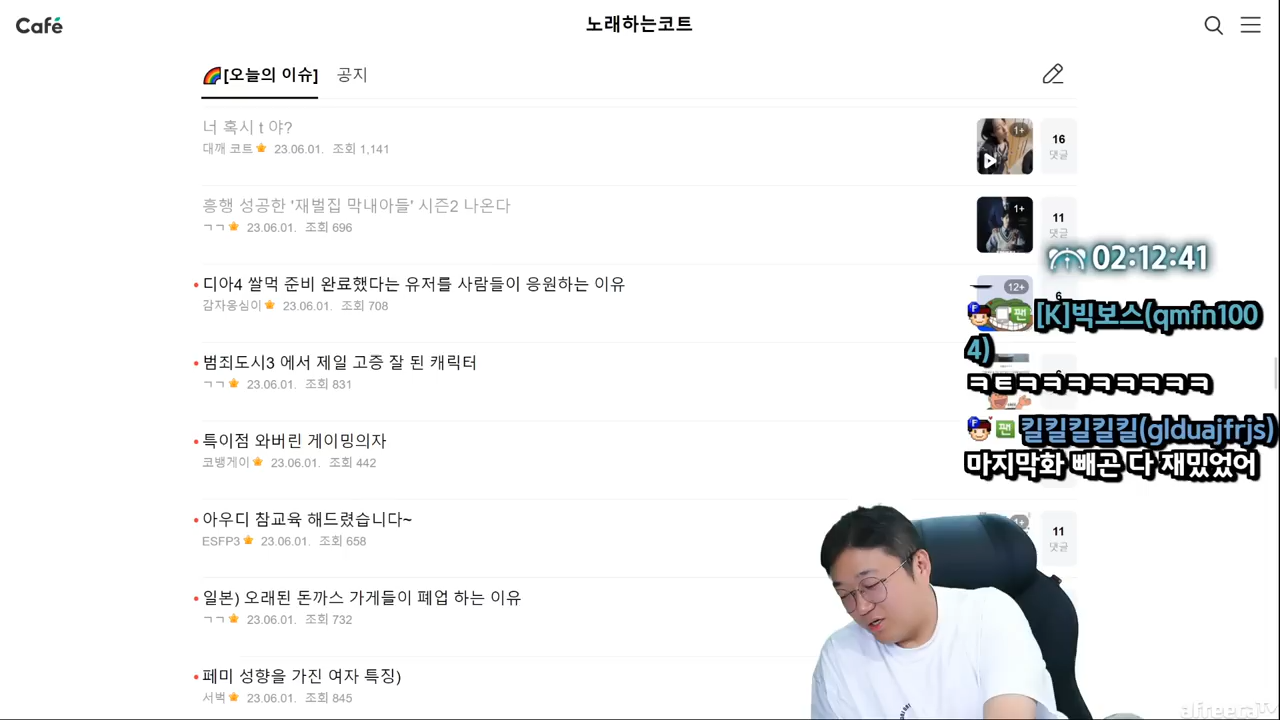 Café
노래하는코트
🌈[오늘의 이슈]
공지
너 혹시 t 야?
대깨 코트 23.06.01. 조회 1,141
1+
16
댓글
흥행 성공한 '재벌집 막내아들' 시즌2 나온다
ㄱㄱ 23.06.01. 조회 696
1+
11
댓글
02:12:41
디아4 쌀먹 준비 완료했다는 유저를 사람들이 응원하는 이유
감자옹심이 23.06.01. 조회 708
12+
6
팬 [K]빅보스(qmfn100
4)
ㅋㅌㅋㅋㅋㅋㅋㅋㅋㅋ
범죄도시3 에서 제일 고증 잘 된 캐릭터
ㄱㄱ 23.06.01. 조회 831
팬 킬킬킬킬킬(glduajfrjs)
마지막화 빼곤 다 재밌었어
특이점 와버린 게이밍의자
코뱅게이 23.06.01. 조회 442
아우디 참교육 해드렸습니다~
ESFP3 23.06.01. 조회 658
1+
11
댓글
일본) 오래된 돈까스 가게들이 폐업 하는 이유
ㄱㄱ 23.06.01. 조회 732
페미 성향을 가진 여자 특징)
서벅 23.06.01. 조회 845
afreecaTV